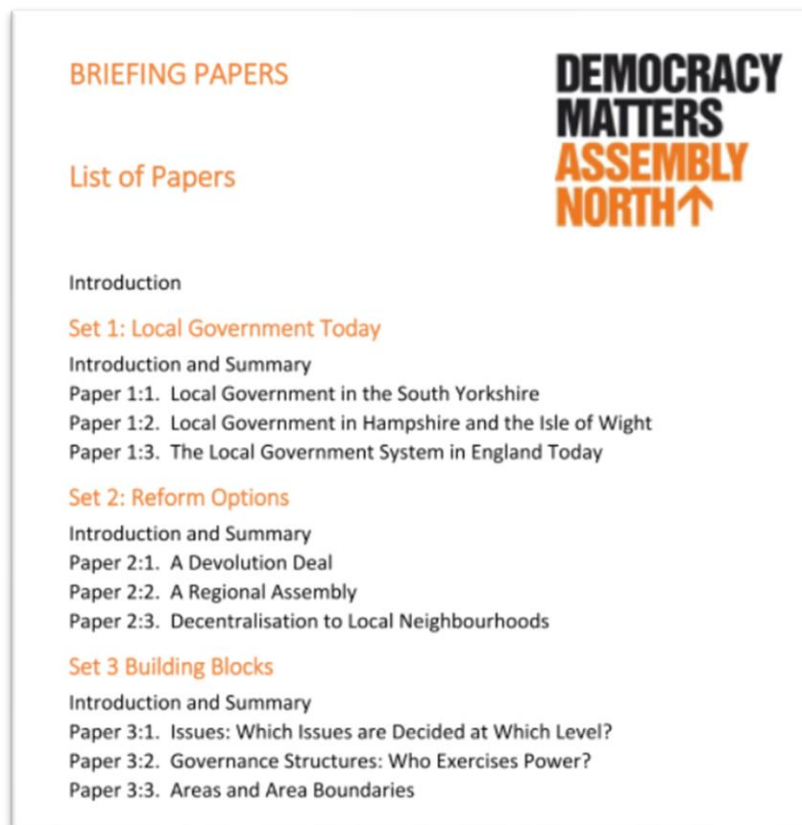 BRIEFING PAPERS
DEMOCRACY
MATTERS
ASSEMBLY
NORTH↑
List of Papers
Introduction
Set 1: Local Government Today
Introduction and Summary
Paper 1:1. Local Government in the South Yorkshire
Paper 1:2. Local Government in Hampshire and the Isle of Wight
Paper 1:3. The Local Government System in England Today
Set 2: Reform Options
Introduction and Summary
Paper 2:1. A Devolution Deal
Paper 2:2. A Regional Assembly
Paper 2:3. Decentralisation to Local Neighbourhoods
Set 3 Building Blocks
Introduction and Summary
Paper 3:1. Issues: Which Issues are Decided at Which Level?
Paper 3:2. Governance Structures: Who Exercises Power?
Paper 3:3. Areas and Area Boundaries